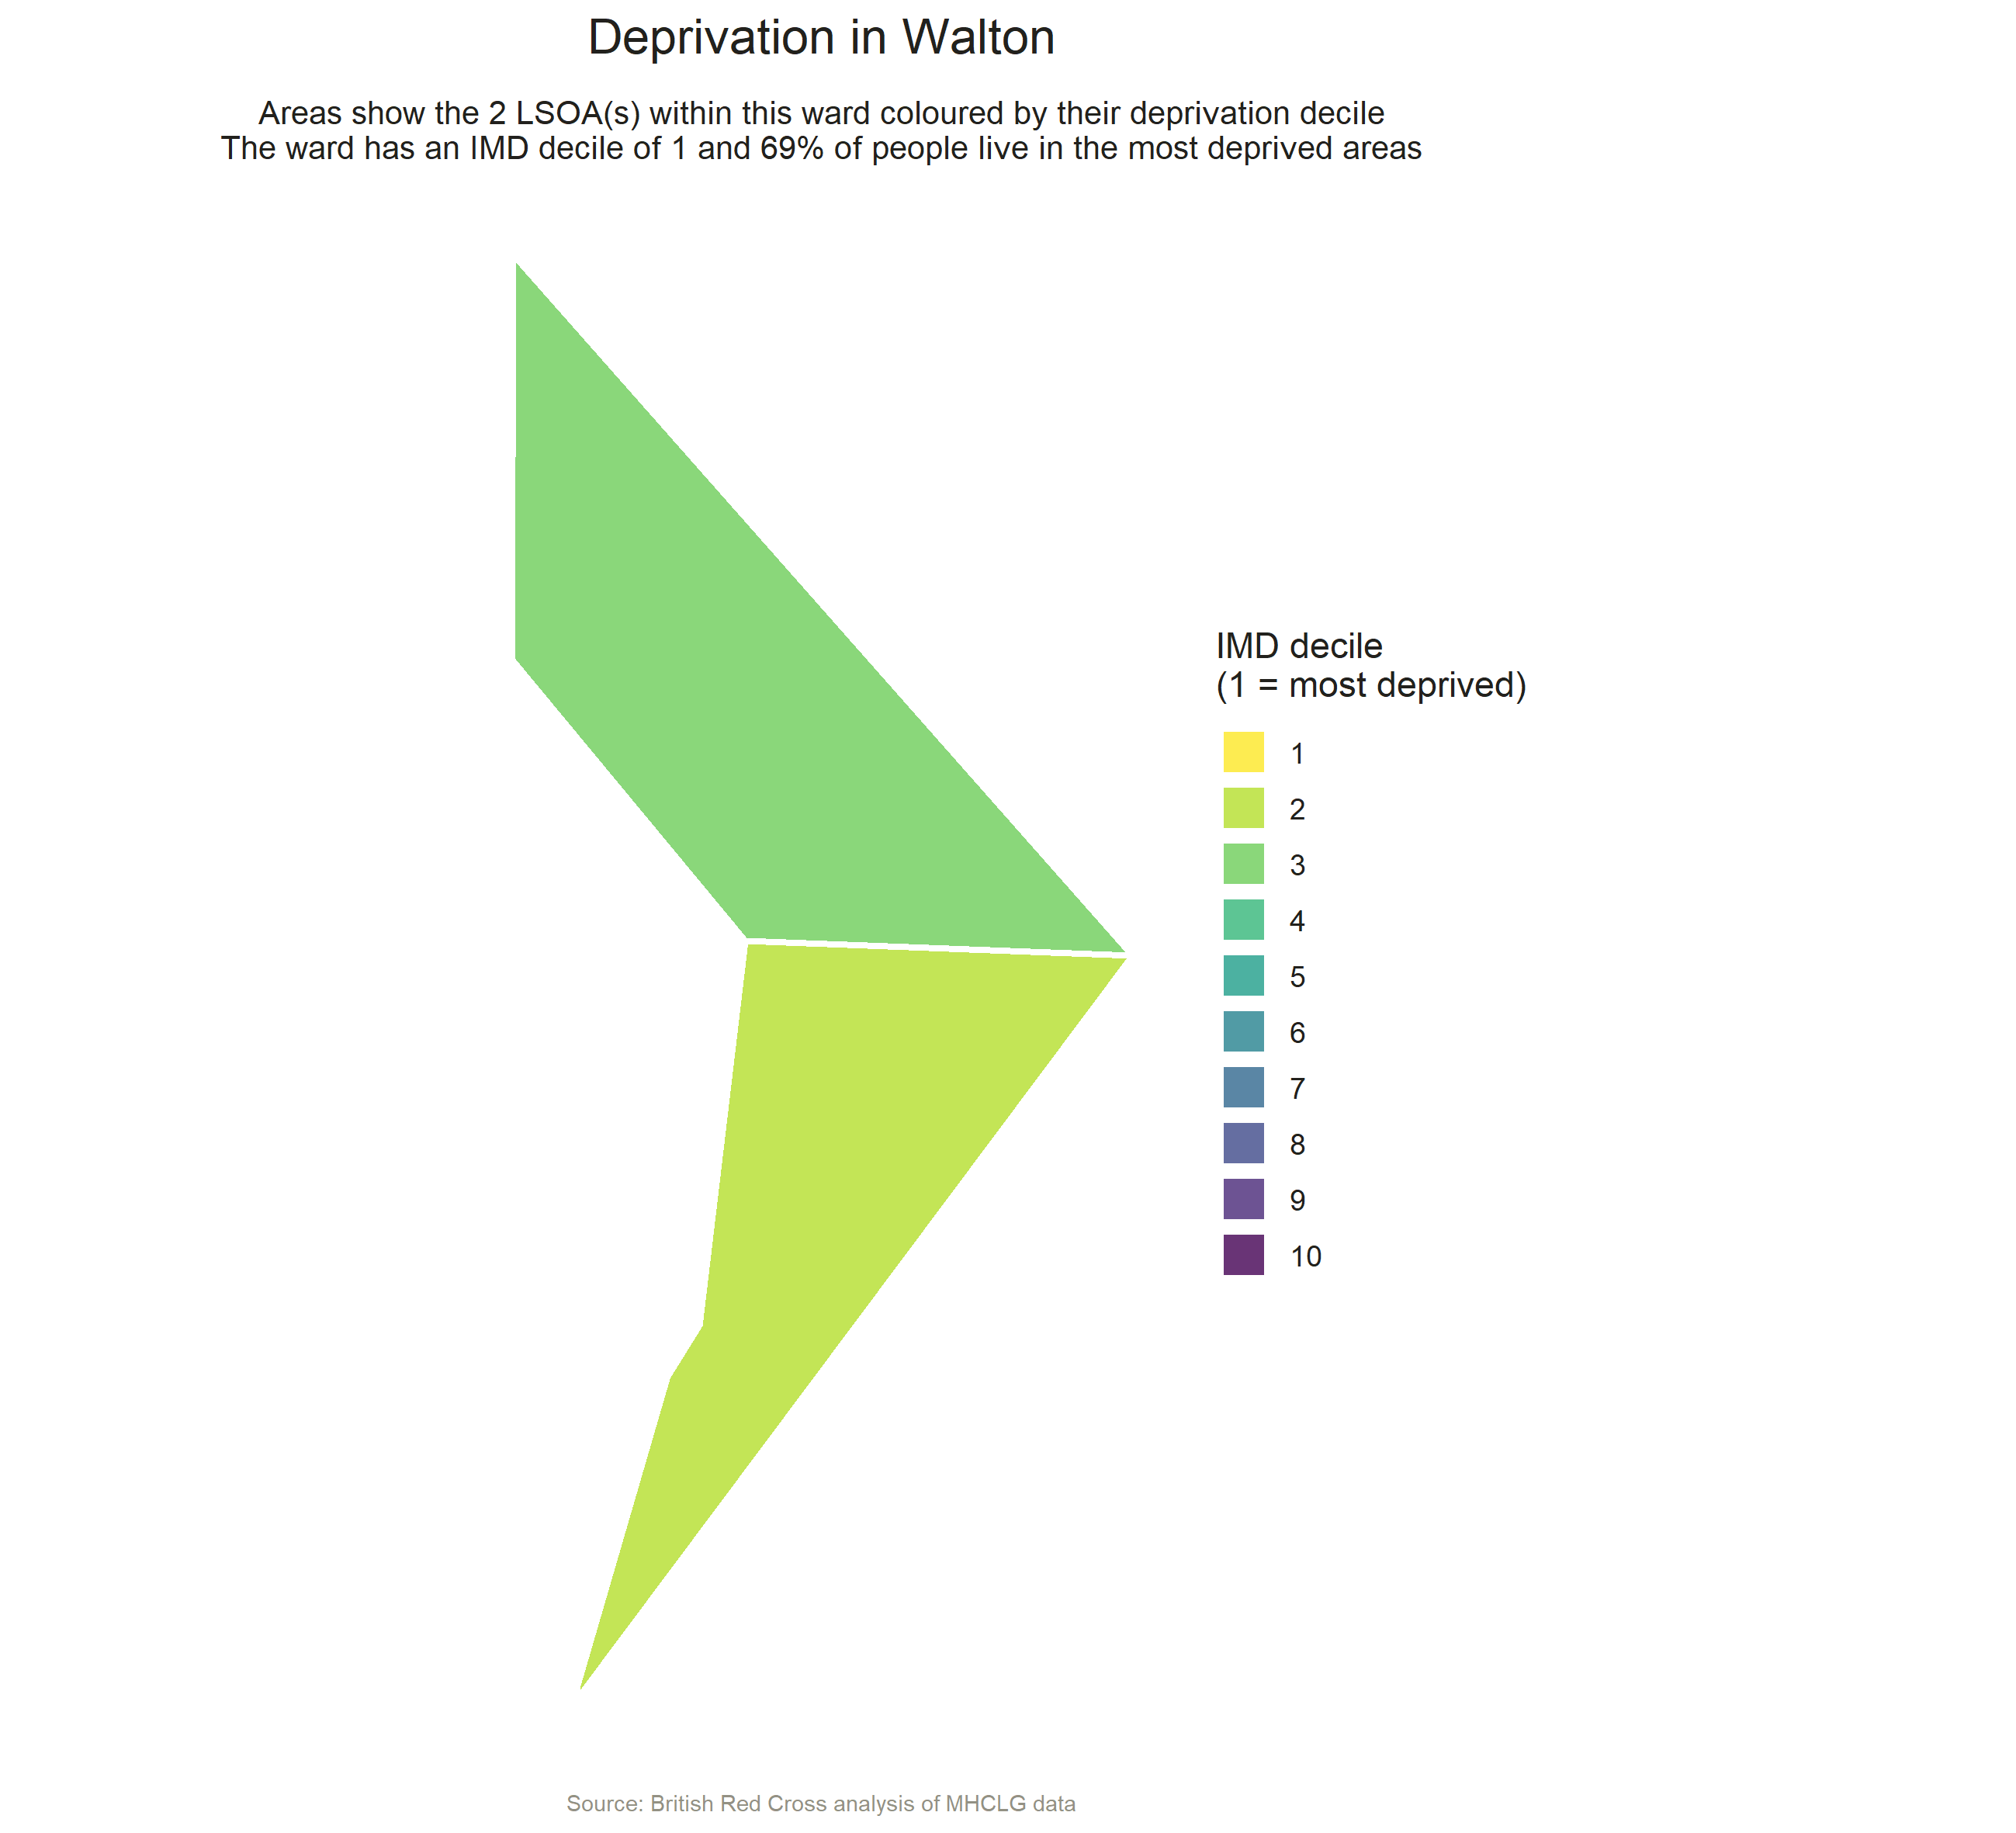 Deprivation in Walton
Areas show the 2 LSOA(s) within this ward coloured by their deprivation decile
The ward has an IMD decile of 1 and 69% of people live in the most deprived areas
IMD decile
(1 = most deprived)
1
2
3
4
5
6
7
8
9
10
Source: British Red Cross analysis of MHCLG data